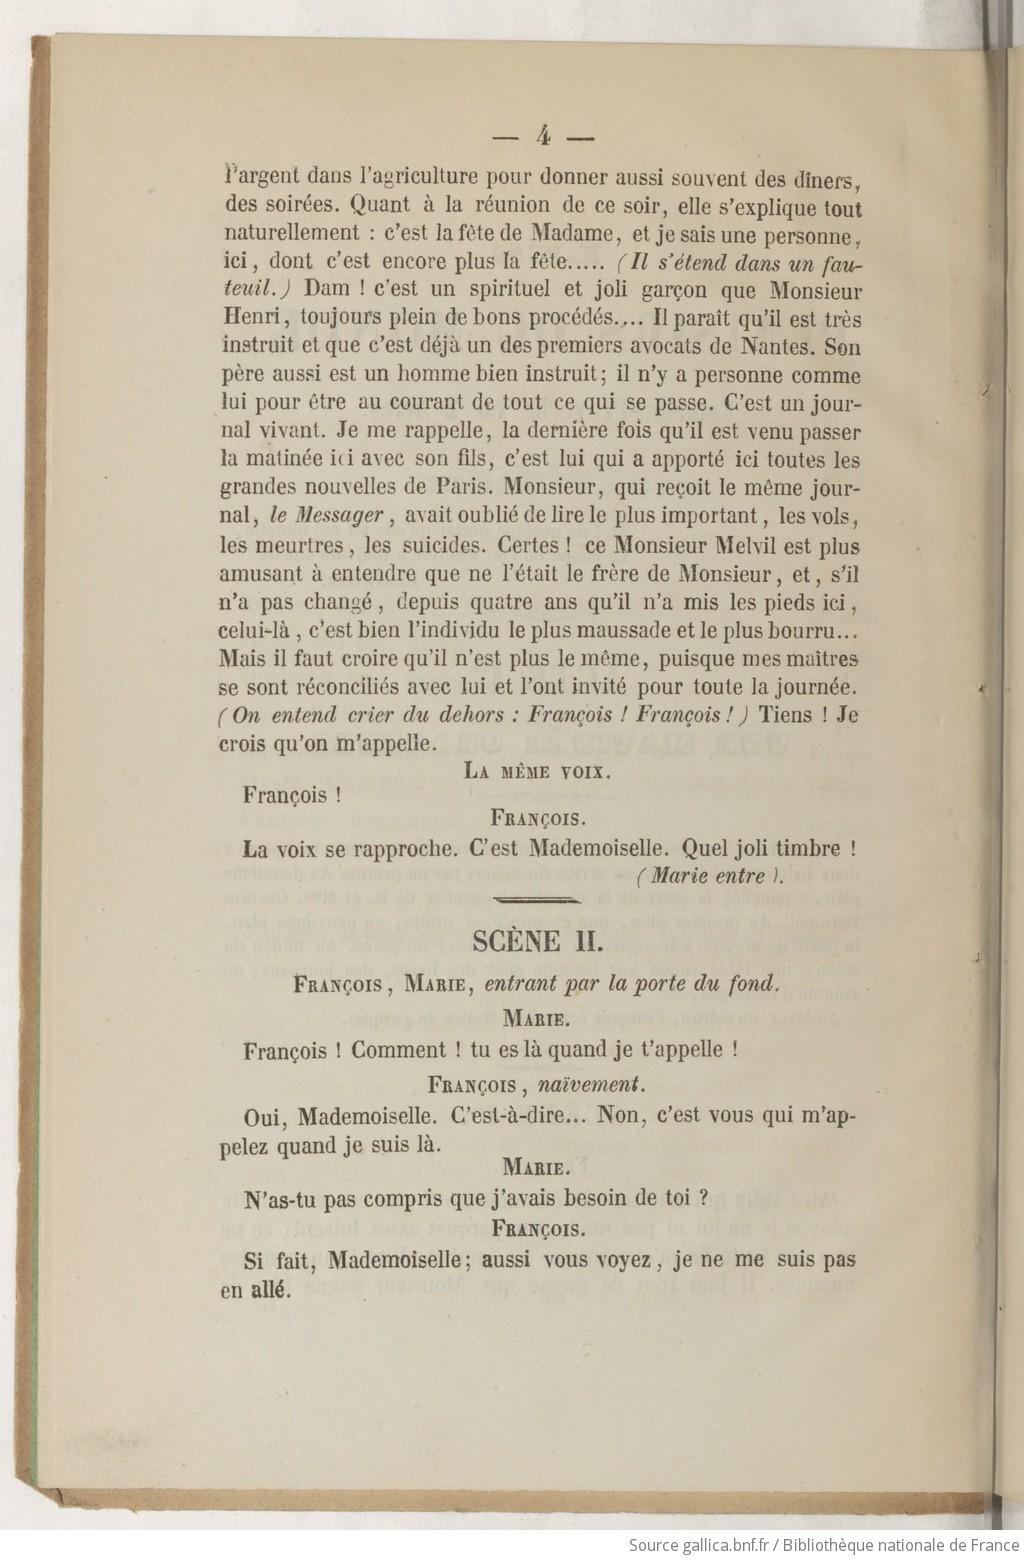 — 4 —
l'argent dans l'agriculture pour donner aussi souvent des dîners,
des soirées. Quant à la réunion de ce soir, elle s'explique tout
naturellement : c'est la fête de Madame, et je sais une personne,
ici, dont c'est encore plus la fête..... (Il s'étend dans un fau-
teuil.) Dam ! c'est un spirituel et joli garçon que Monsieur
Henri, toujours plein de bons procédés.... Il paraît qu'il est très
instruit et que c'est déjà un des premiers avocats de Nantes. Son
père aussi est un homme bien instruit; il n'y a personne comme
lui pour être au courant de tout ce qui se passe. C'est un jour-
nal vivant. Je me rappelle, la dernière fois qu'il est venu passer
la matinée ici avec son fils, c'est lui qui a apporté ici toutes les
grandes nouvelles de Paris. Monsieur, qui reçoit le même jour-
nal, le Messager, avait oublié de lire le plus important, les vols,
les meurtres, les suicides. Certes ! ce Monsieur Melvil est plus
amusant à entendre que ne l'était le frère de Monsieur, et, s'il
n'a pas changé, depuis quatre ans qu'il n'a mis les pieds ici,
celui-là, c'est bien l'individu le plus maussade et le plus bourru...
Mais il faut croire qu'il n'est plus le même, puisque mes maîtres
se sont réconciliés avec lui et l'ont invité pour toute la journée.
(On entend crier du dehors : François ! François !) Tiens ! Je
crois qu'on m'appelle.
LA MÊME VOIX.
François !
FRANÇOIS.
La voix se rapproche. C'est Mademoiselle. Quel joli timbre !
(Marie entre).
SCÈNE II.
FRANÇOIS, MARIE, entrant par la porte du fond.
MARIE.
François ! Comment ! tu es là quand je t'appelle !
FRANÇOIS, naïvement.
Oui, Mademoiselle. C'est-à-dire... Non, c'est vous qui m'ap-
pelez quand je suis là.
MARIE.
N'as-tu pas compris que j'avais besoin de toi ?
FRANÇOIS.
Si fait, Mademoiselle; aussi vous voyez, je ne me suis pas
en allé.
Source gallica.bnf.fr / Bibliothèque nationale de France